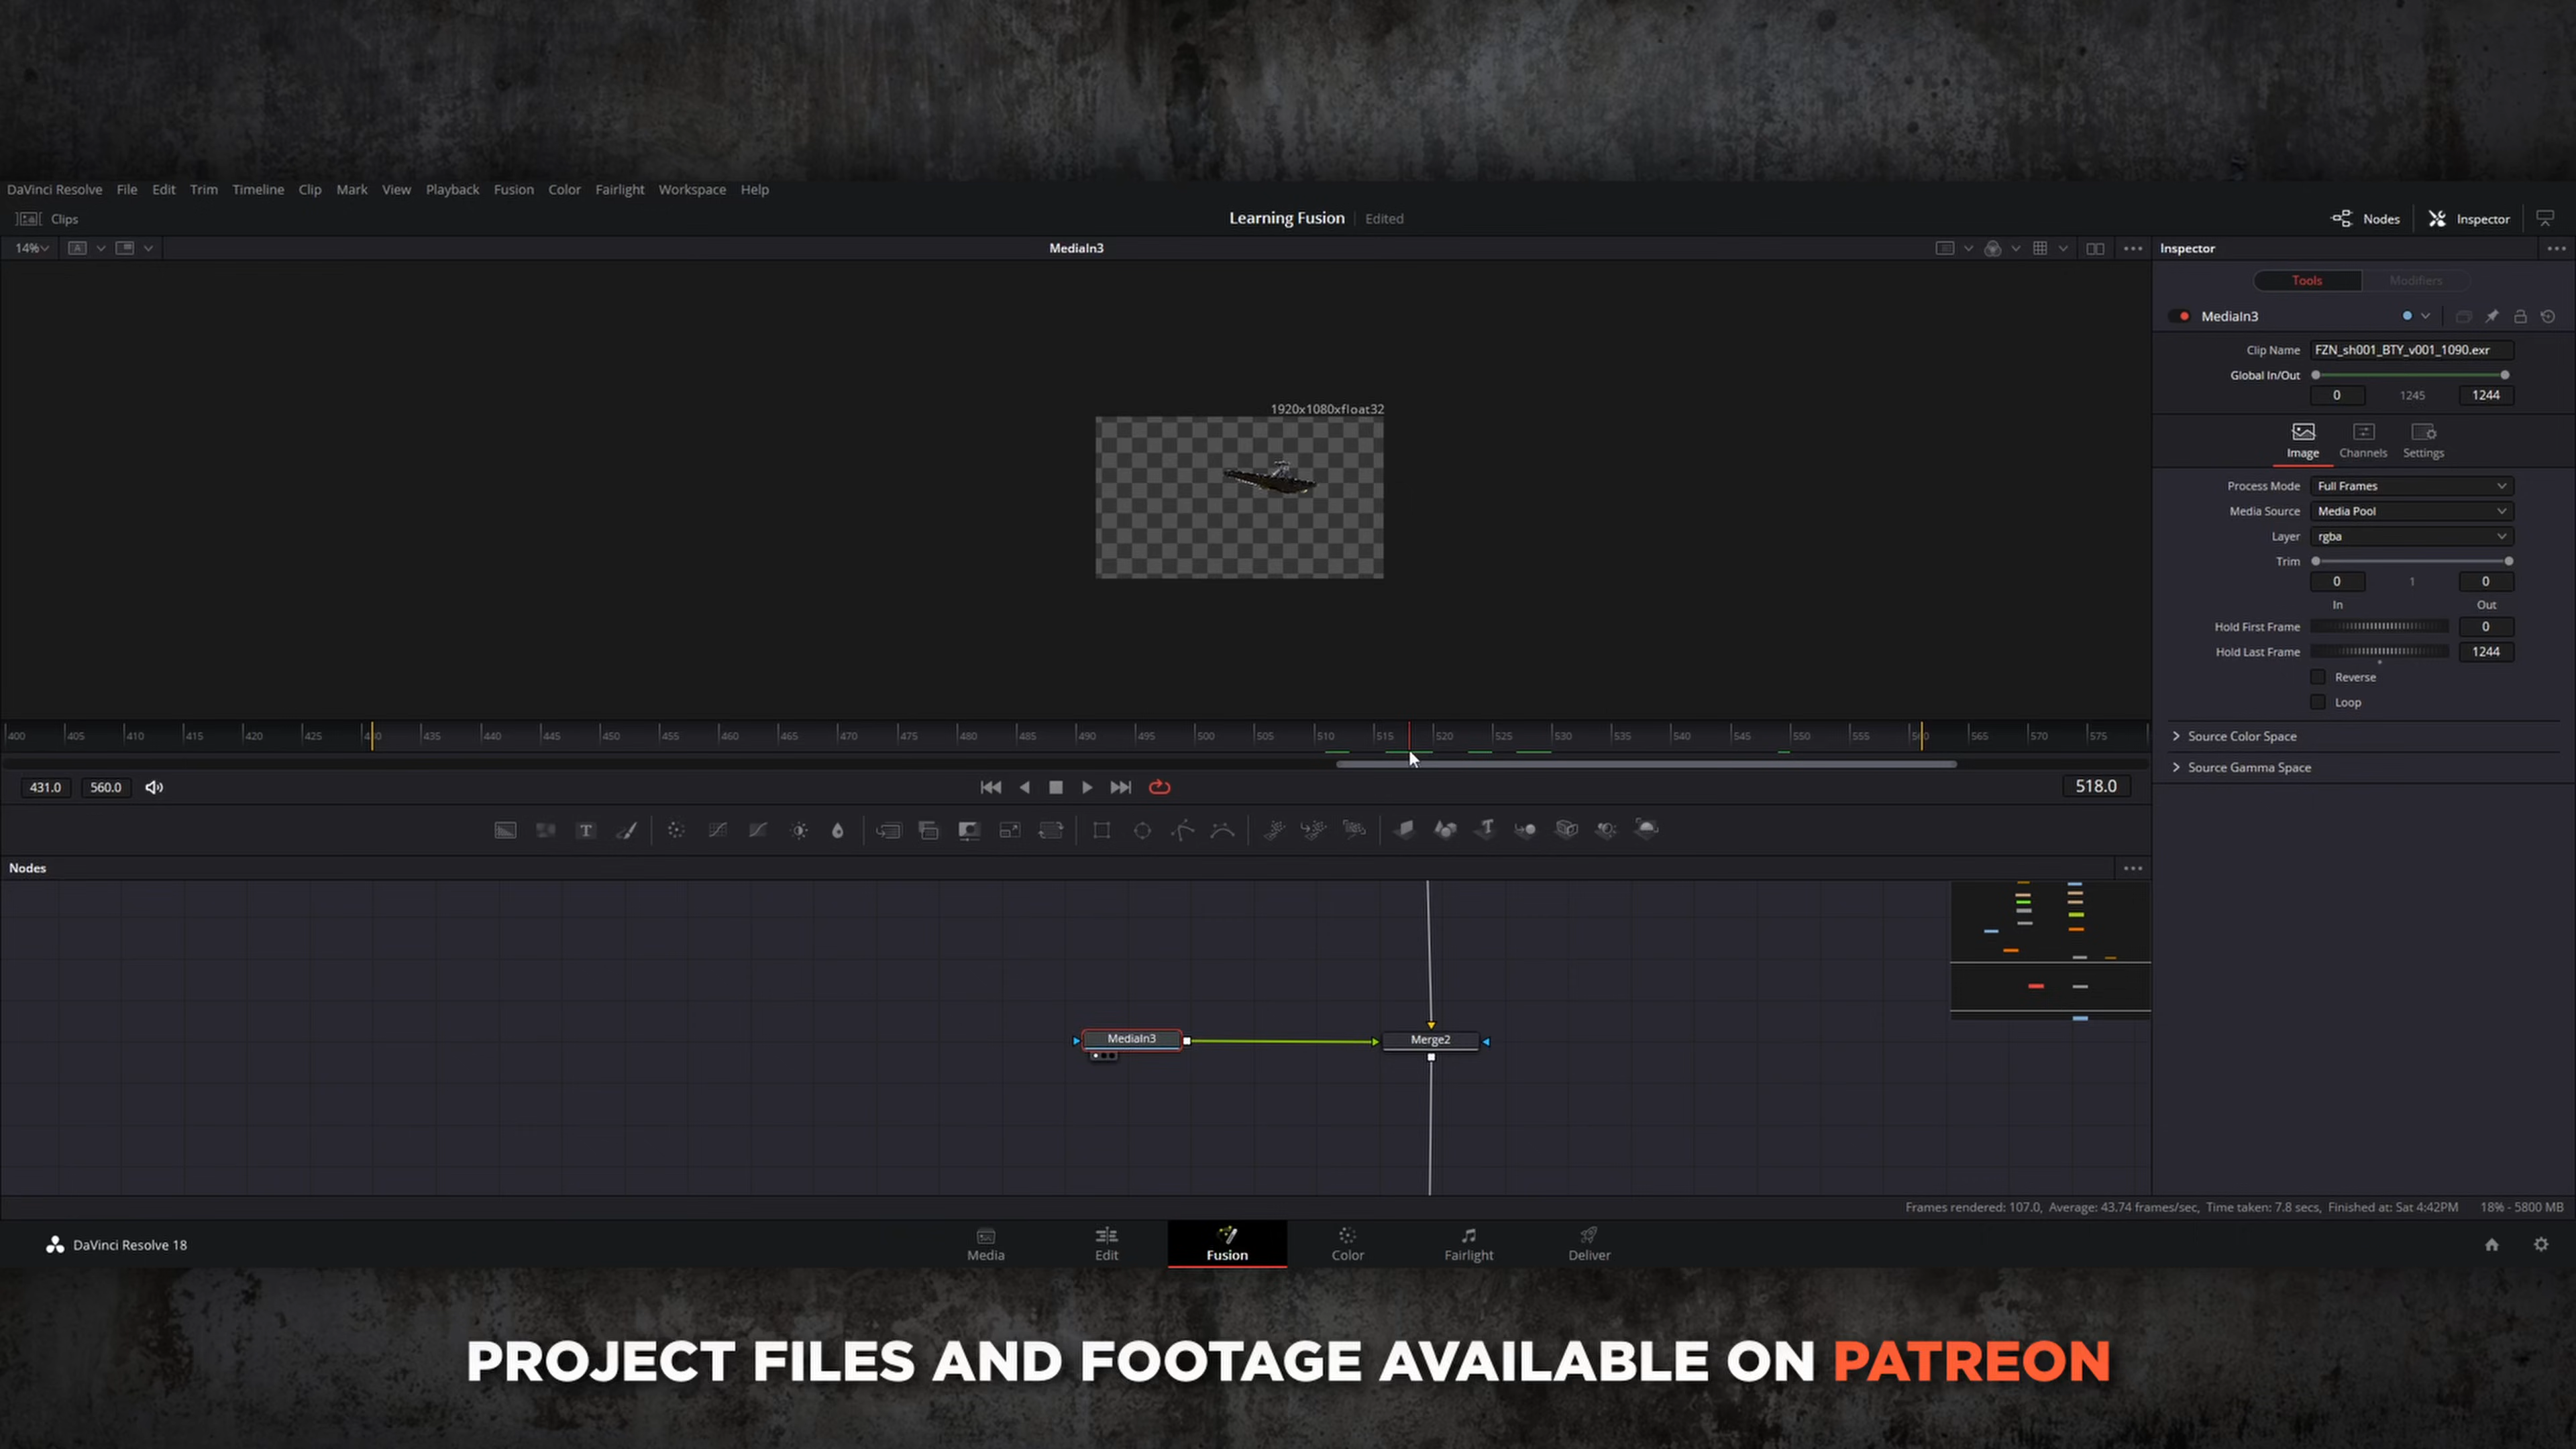 DaVinci Resolve File Edit Trim Timeline Clip Mark View Playback Fusion Color Fairlight Workspace Help
Clips Learning Fusion Edited Nodes Inspector
14% A MediaIn3 Inspector
Tools Modifiers
MediaIn3
Clip Name FZN_sh001_BTY_v001_1090.exr
Global In/Out
0 1245 1244
1920x1080xfloat32
Image Channels Settings
Process Mode Full Frames
Media Source Media Pool
Layer rgba
Trim
0 1 0
In Out
Hold First Frame 0
Hold Last Frame 1244
Reverse
Loop
400 405 410 415 420 425 430 435 440 445 450 455 460 465 470 475 480 485 490 495 500 505 510 515 520 525 530 535 540 545 550 555 560 565 570 575
Source Color Space
Source Gamma Space
431.0 560.0 518.0
T T
Nodes
MediaIn3 Merge2
Frames rendered: 107.0, Average: 43.74 frames/sec, Time taken: 7.8 secs, Finished at: Sat 4:42PM 18% - 5800 MB
DaVinci Resolve 18 Media Edit Fusion Color Fairlight Deliver
PROJECT FILES AND FOOTAGE AVAILABLE ON PATREON